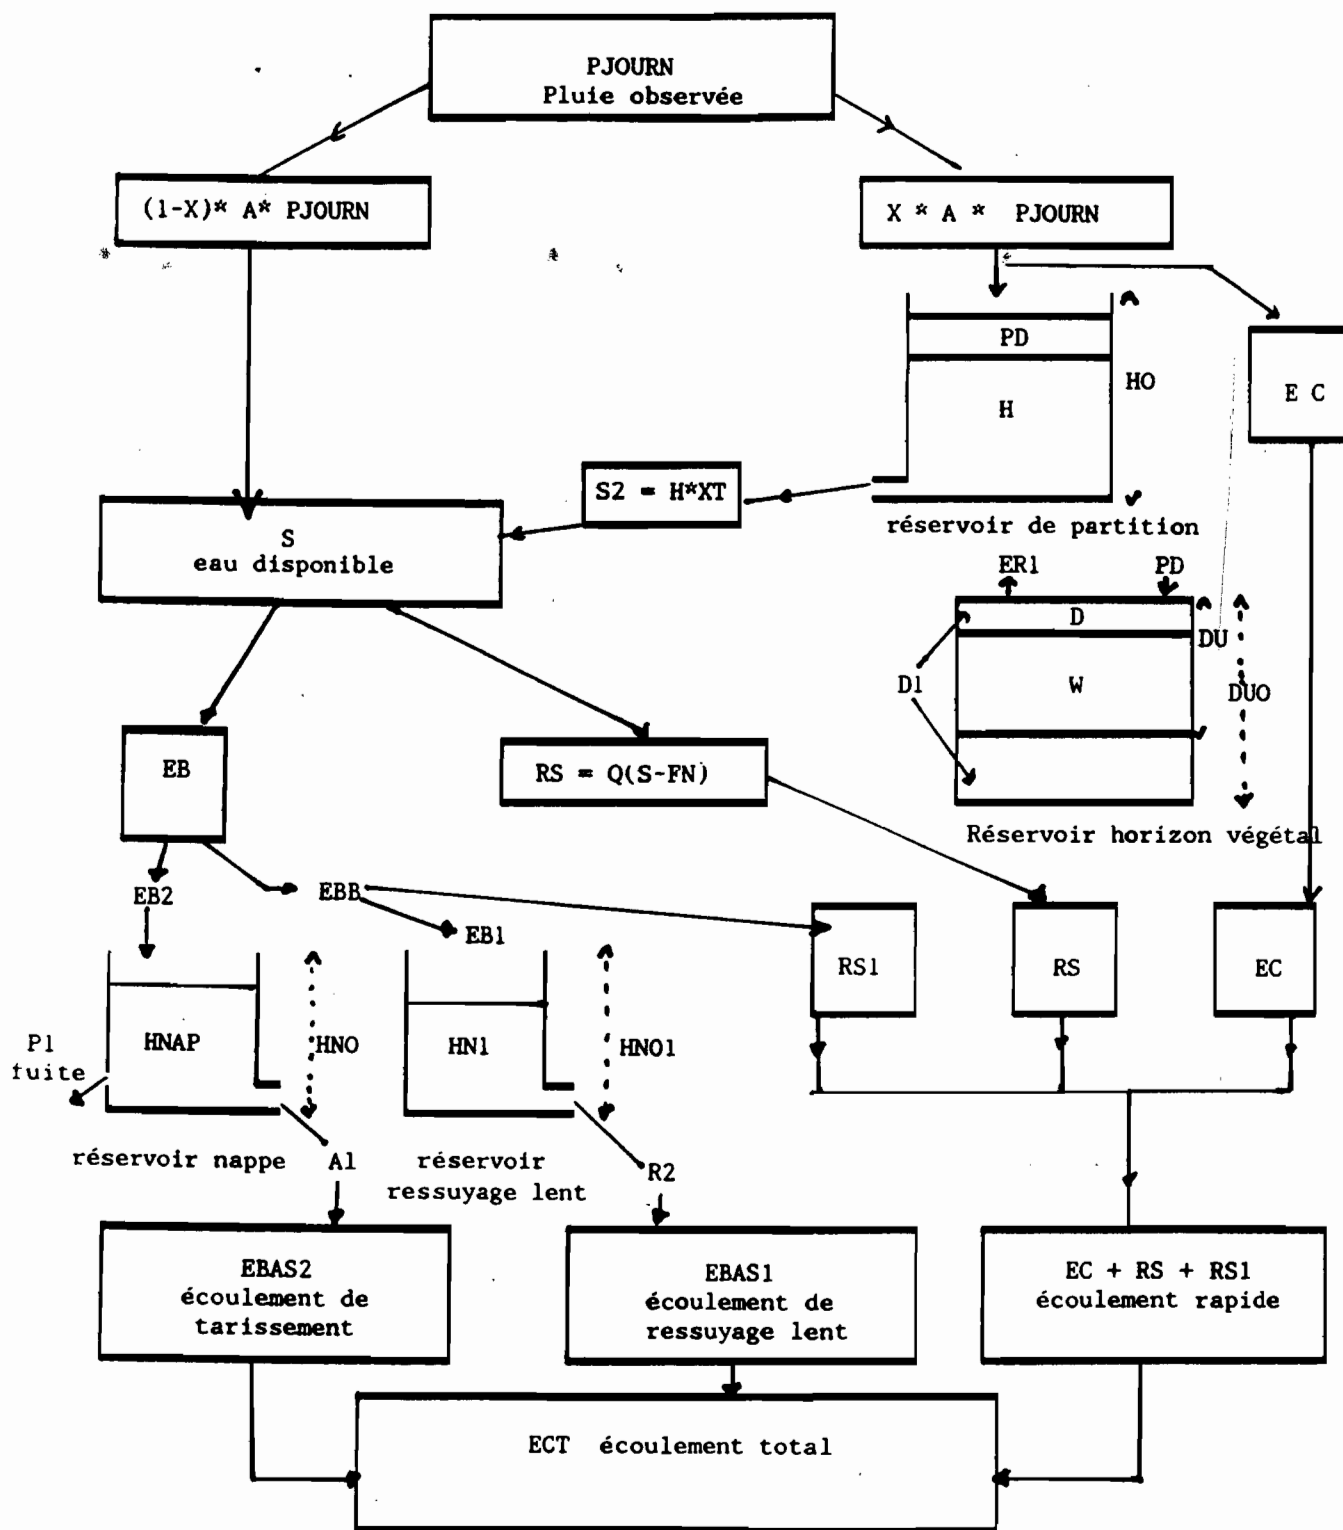 PJOURN
Pluie observée
(1-X)* A* PJOURN
X * A * PJOURN
PD
HO
H
E C
S2 = H*XT
réservoir de partition
S
eau disponible
ER1
PD
D
DU
D1
W
DUO
EB
RS = Q(S-FN)
Réservoir horizon végétal
EB2
EBB
EB1
RS1
RS
EC
P1
fuite
HNAP
HNO
HN1
HNO1
réservoir nappe
A1
réservoir
ressuyage lent
R2
EBAS2
écoulement de
tarissement
EBAS1
écoulement de
ressuyage lent
EC + RS + RS1
écoulement rapide
ECT écoulement total